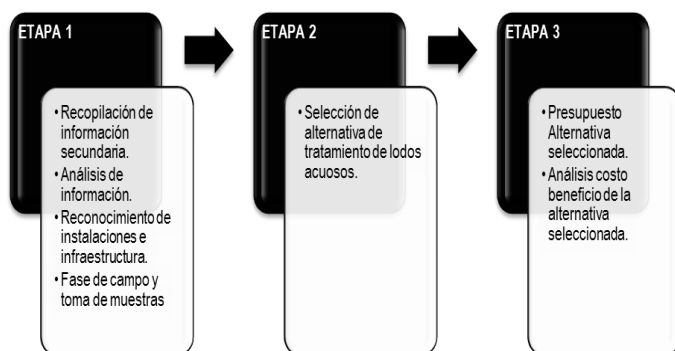 ETAPA 1
• Recopilación de
información
secundaria.
• Análisis de
información.
• Reconocimiento de
instalaciones e
infraestructura.
• Fase de campo y
toma de muestras
ETAPA 2
• Selección de
alternativa de
tratamiento de lodos
acuosos.
ETAPA 3
• Presupuesto
Alternativa
seleccionada.
• Análisis costo
beneficio de la
alternativa
seleccionada.